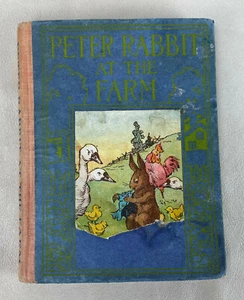 PETER RABBIT
AT THE
FARM